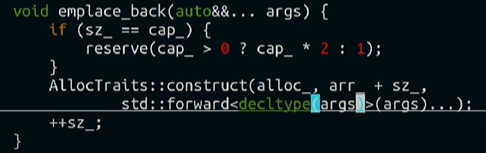 void emplace_back(auto&&... args) {
if (sz_ == cap_) {
reserve(cap_ > 0 ? cap_ * 2 : 1);
}
AllocTraits::construct(alloc_, arr_ + sz_,
std::forward<decltype(args)>(args)...);
++sz_;
}